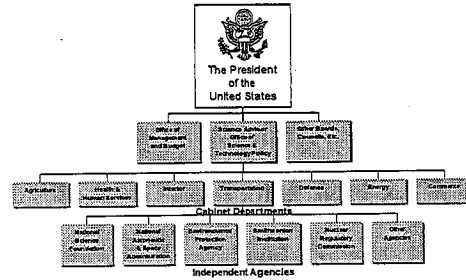 The President
of the
United States
Office of
Management
and Budget
Science Advisor
Office of
Science &
Technology Policy
Other Boards,
Councils, Etc.
Agriculture
Health &
Human Services
Interior
Transportation
Defense
Energy
Commerce
Cabinet Departments
National
Science
Foundation
National
Aeronautic
& Space
Administration
Environmental
Protection
Agency
Smithsonian
Institution
Nuclear
Regulatory
Commission
Other
Agencies
Independent Agencies